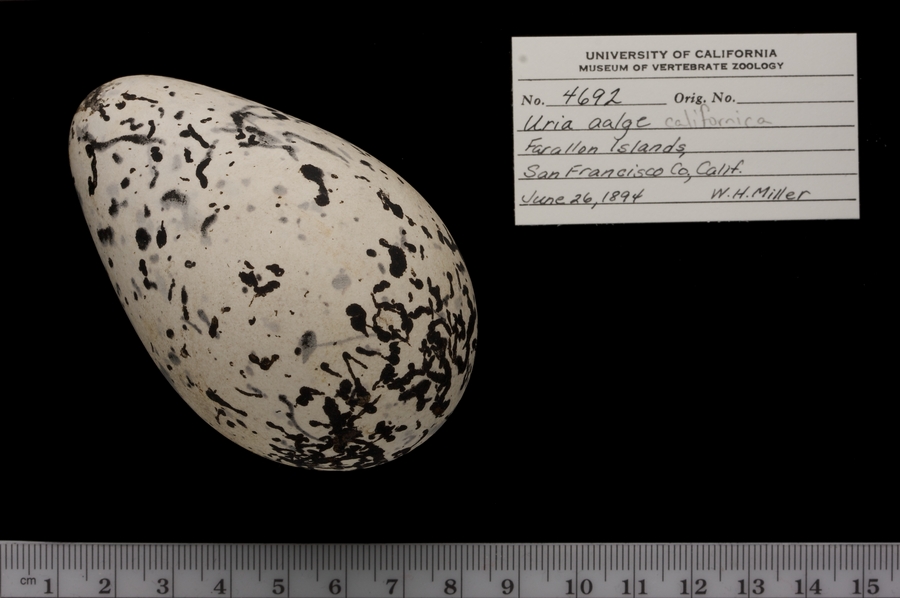 UNIVERSITY OF CALIFORNIA
MUSEUM OF VERTEBRATE ZOOLOGY
No. 4692 Orig. No.
Uria aalge californica
Farallon Islands,
San Francisco Co, Calif.
June 26, 1894 W.H. Miller
cm 1 2 3 4 5 6 7 8 9 10 11 12 13 14 15